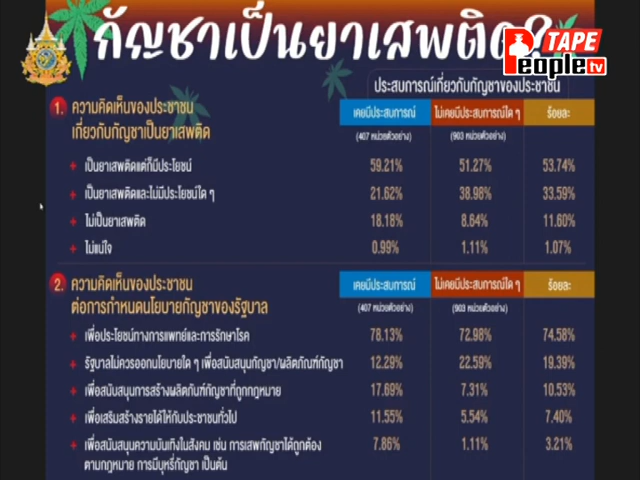 กัญชาเป็นยาเสพติด?
TAPE
People tv
ประสบการณ์เกี่ยวกับกัญชาของประชาชน
1. ความคิดเห็นของประชาชน
เกี่ยวกับกัญชาเป็นยาเสพติด
เคยมีประสบการณ์ ไม่เคยมีประสบการณ์ใด ๆ ร้อยละ
(407 หน่วยตัวอย่าง) (903 หน่วยตัวอย่าง)
+ เป็นยาเสพติดแต่ก็มีประโยชน์ 59.21% 51.27% 53.74%
+ เป็นยาเสพติดและไม่มีประโยชน์ใด ๆ 21.62% 38.98% 33.59%
+ ไม่เป็นยาเสพติด 18.18% 8.64% 11.60%
+ ไม่แน่ใจ 0.99% 1.11% 1.07%
2. ความคิดเห็นของประชาชน
ต่อการกำหนดนโยบายกัญชาของรัฐบาล
เคยมีประสบการณ์ ไม่เคยมีประสบการณ์ใด ๆ ร้อยละ
(407 หน่วยตัวอย่าง) (903 หน่วยตัวอย่าง)
+ เพื่อประโยชน์ทางการแพทย์และการรักษาโรค 78.13% 72.98% 74.58%
+ รัฐบาลไม่ควรออกนโยบายใด ๆ เพื่อสนับสนุนกัญชา/ผลิตภัณฑ์กัญชา 12.29% 22.59% 19.39%
+ เพื่อสนับสนุนการสร้างผลิตภัณฑ์กัญชาที่ถูกกฎหมาย 17.69% 7.31% 10.53%
+ เพื่อเสริมสร้างรายได้ให้กับประชาชนทั่วไป 11.55% 5.54% 7.40%
+ เพื่อสนับสนุนความบันเทิงในสังคม เช่น การเสพกัญชาได้ถูกต้อง 7.86% 1.11% 3.21%
ตามกฎหมาย การมีบุหรี่กัญชา เป็นต้น